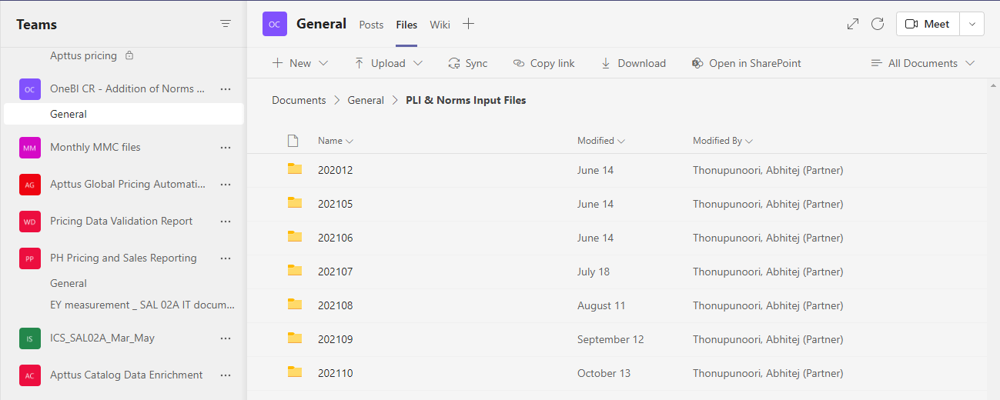 Teams
Apttus pricing
OC OneBI CR - Addition of Norms ...
General
MM Monthly MMC files
AG Apttus Global Pricing Automati...
WD Pricing Data Validation Report
PP PH Pricing and Sales Reporting
General
EY measurement _ SAL 02A IT docum...
IS ICS_SAL02A_Mar_May
AC Apttus Catalog Data Enrichment
OC General Posts Files Wiki Meet
New Upload Sync Copy link Download Open in SharePoint All Documents
Documents General PLI & Norms Input Files
Name Modified Modified By
202012 June 14 Thonupunoori, Abhitej (Partner)
202105 June 14 Thonupunoori, Abhitej (Partner)
202106 June 14 Thonupunoori, Abhitej (Partner)
202107 July 18 Thonupunoori, Abhitej (Partner)
202108 August 11 Thonupunoori, Abhitej (Partner)
202109 September 12 Thonupunoori, Abhitej (Partner)
202110 October 13 Thonupunoori, Abhitej (Partner)